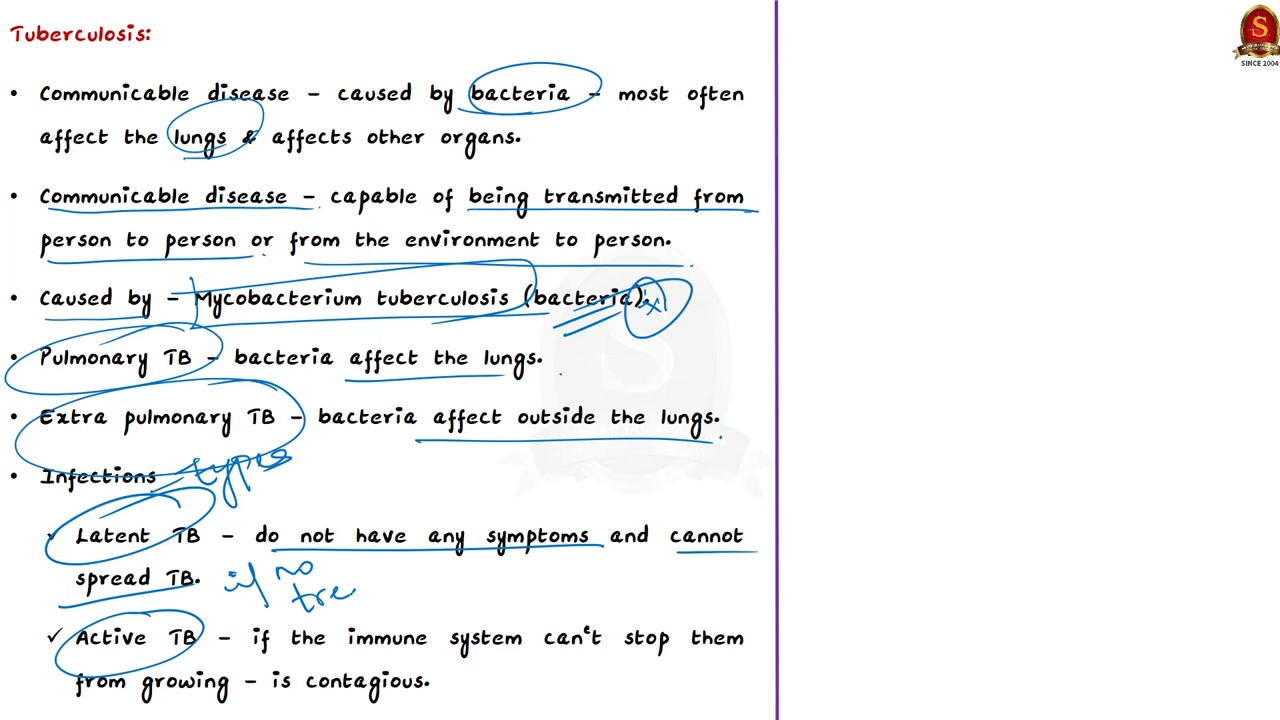 Tuberculosis:
S
SINCE 2004
• Communicable disease – caused by bacteria – most often
affect the lungs & affects other organs.
• Communicable disease – capable of being transmitted from
person to person or from the environment to person.
• Caused by – Mycobacterium tuberculosis (bacteria).
• Pulmonary TB – bacteria affect the lungs.
• Extra pulmonary TB – bacteria affect outside the lungs.
• Infections types
✓ Latent TB – do not have any symptoms and cannot
spread TB. if no
tre
✓ Active TB – if the immune system can't stop them
from growing – is contagious.